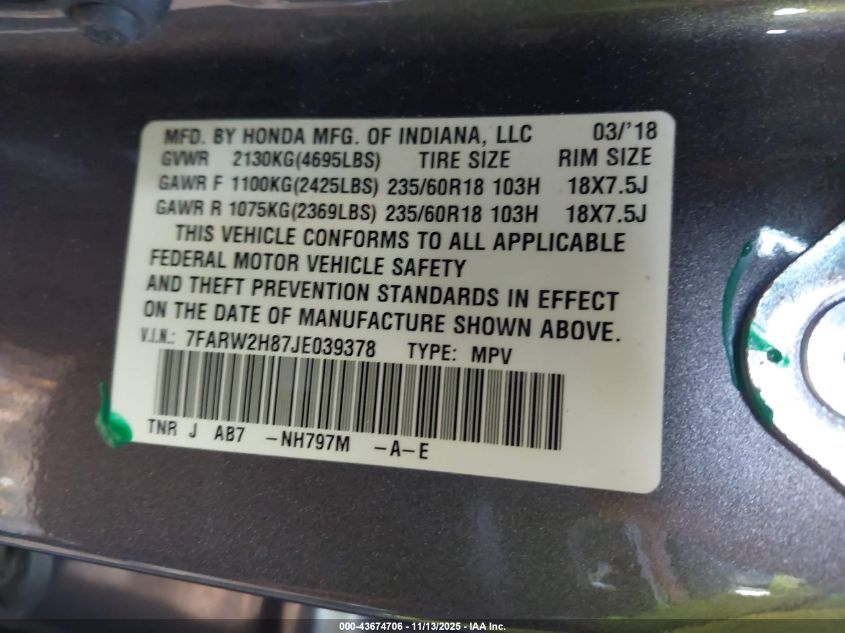 MFD. BY HONDA MFG. OF INDIANA, LLC 03/'18
GVWR 2130KG(4695LBS) TIRE SIZE RIM SIZE
GAWR F 1100KG(2425LBS) 235/60R18 103H 18X7.5J
GAWR R 1075KG(2369LBS) 235/60R18 103H 18X7.5J
THIS VEHICLE CONFORMS TO ALL APPLICABLE
FEDERAL MOTOR VEHICLE SAFETY
AND THEFT PREVENTION STANDARDS IN EFFECT
ON THE DATE OF MANUFACTURE SHOWN ABOVE.
V.I.N.: 7FARW2H87JE039378 TYPE: MPV
TNR J AB7 -NH797M -A-E
000-43674706 - 11/13/2025 - IAA Inc.